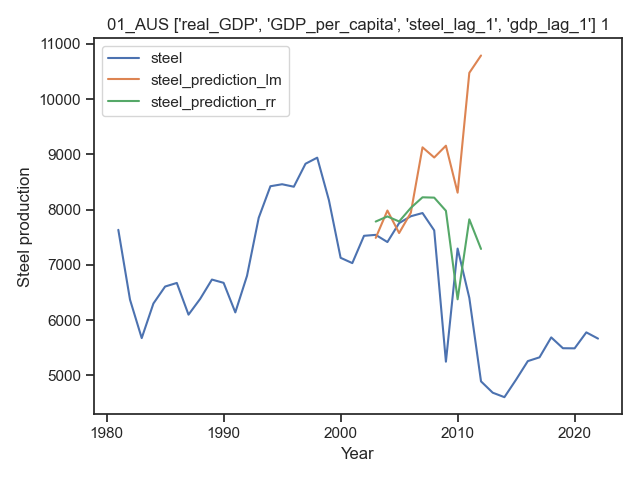 01_AUS ['real_GDP', 'GDP_per_capita', 'steel_lag_1', 'gdp_lag_1'] 1
steel
steel_prediction_lm
steel_prediction_rr
Steel production
11000
10000
9000
8000
7000
6000
5000
1980
1990
2000
2010
2020
Year